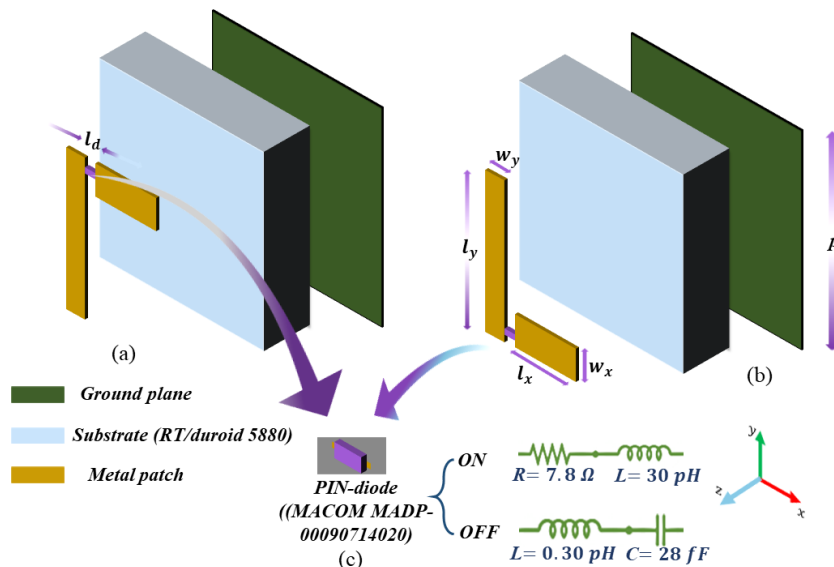 l_d
w_y
l_y
l_x
w_x
(a)
(b)
Ground plane
Substrate (RT/duroid 5880)
Metal patch
PIN-diode
((MACOM MADP-
00090714020)
(c)
ON
R= 7.8 Ω L= 30 pH
OFF
L= 0.30 pH C= 28 fF
y
z
x